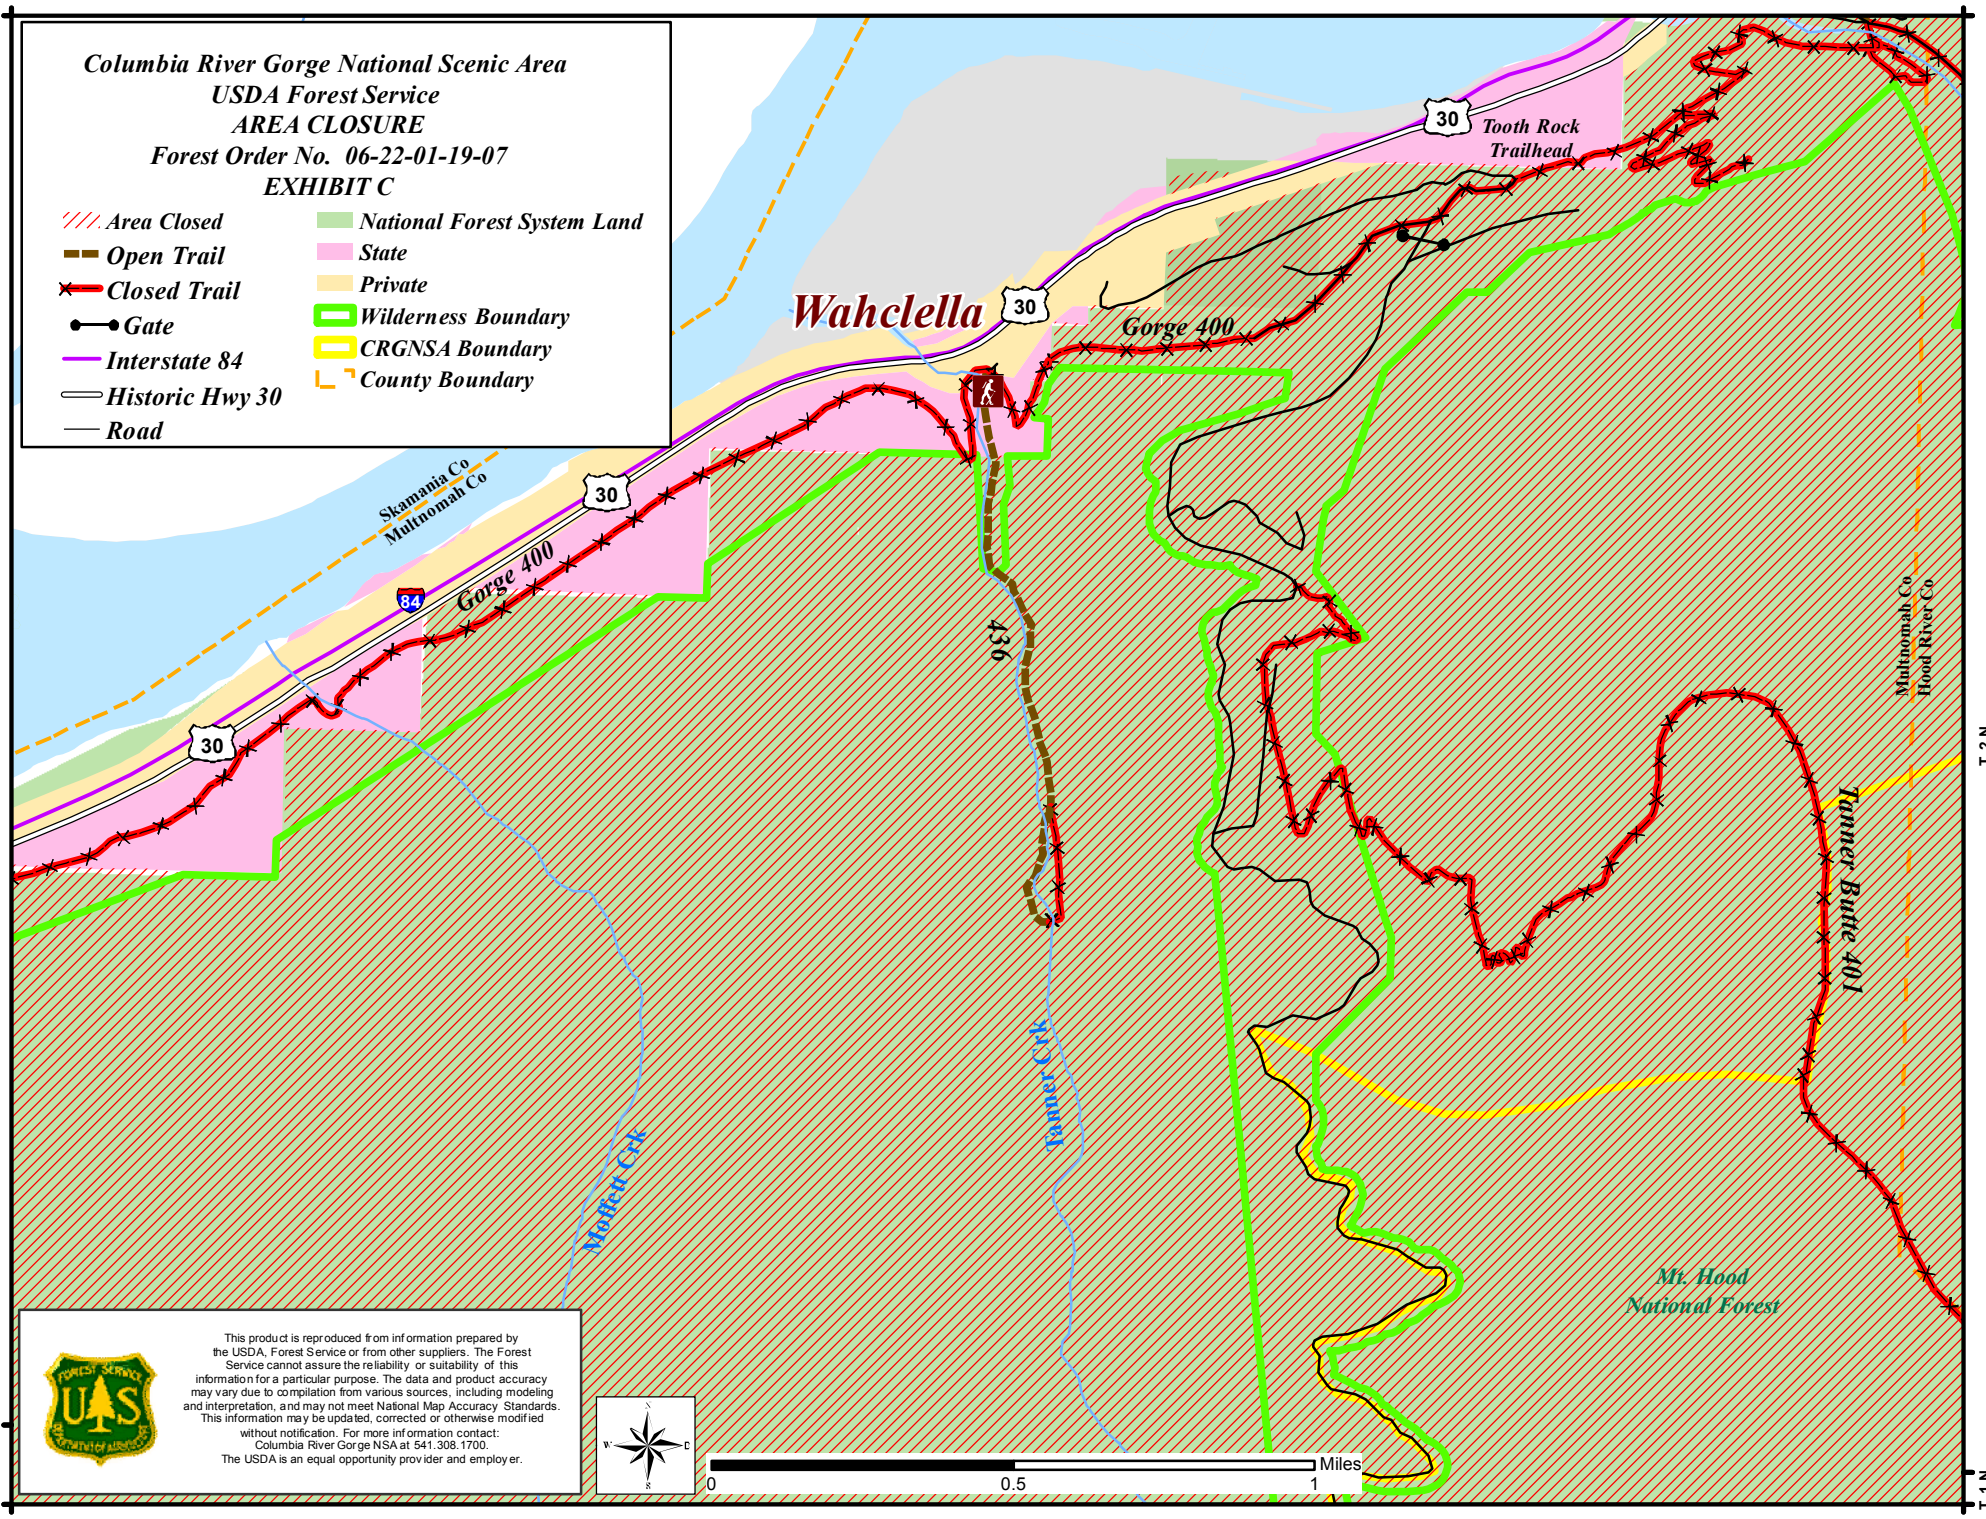 Columbia River Gorge National Scenic Area
USDA Forest Service
AREA CLOSURE
Forest Order No. 06-22-01-19-07
EXHIBIT C
Area Closed
Open Trail
Closed Trail
Gate
Interstate 84
Historic Hwy 30
Road
National Forest System Land
State
Private
Wilderness Boundary
CRGNSA Boundary
County Boundary
30
Tooth Rock
Trailhead
Wahclella
30
Gorge 400
Skamania Co
Multnomah Co
30
84
Gorge 400
436
30
Multnomah Co
Hood River Co
T 2 N
Tanner Butte 401
Tanner Crk
Moffett Crk
Mt. Hood
National Forest
This product is reproduced from information prepared by
the USDA, Forest Service or from other suppliers. The Forest
Service cannot assure the reliability or suitability of this
information for a particular purpose. The data and product accuracy
may vary due to compilation from various sources, including modeling
and interpretation, and may not meet National Map Accuracy Standards.
This information may be updated, corrected or otherwise modified
without notification. For more information contact:
Columbia River Gorge NSA at 541.308.1700.
The USDA is an equal opportunity provider and employer.
FOREST SERVICE
U S
DEPARTMENT OF AGRICULTURE
N
W
E
S
Miles
0
0.5
1
T 1 N